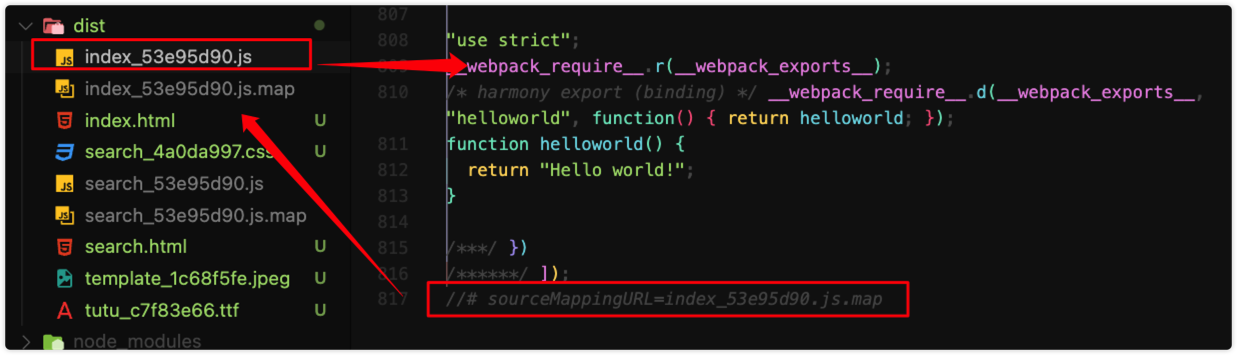 dist
index_53e95d90.js
index_53e95d90.js.map
index.html U
search_4a0da997.css U
search_53e95d90.js
search_53e95d90.js.map
search.html U
template_1c68f5fe.jpeg U
tutu_c7f83e66.ttf U
node_modules
807
808 "use strict";
809 __webpack_require__.r(__webpack_exports__);
810 /* harmony export (binding) */ __webpack_require__.d(__webpack_exports__,
"helloworld", function() { return helloworld; });
811 function helloworld() {
812 return "Hello world!";
813 }
814
815 /***/ })
816 /******/ ]);
817 //# sourceMappingURL=index_53e95d90.js.map